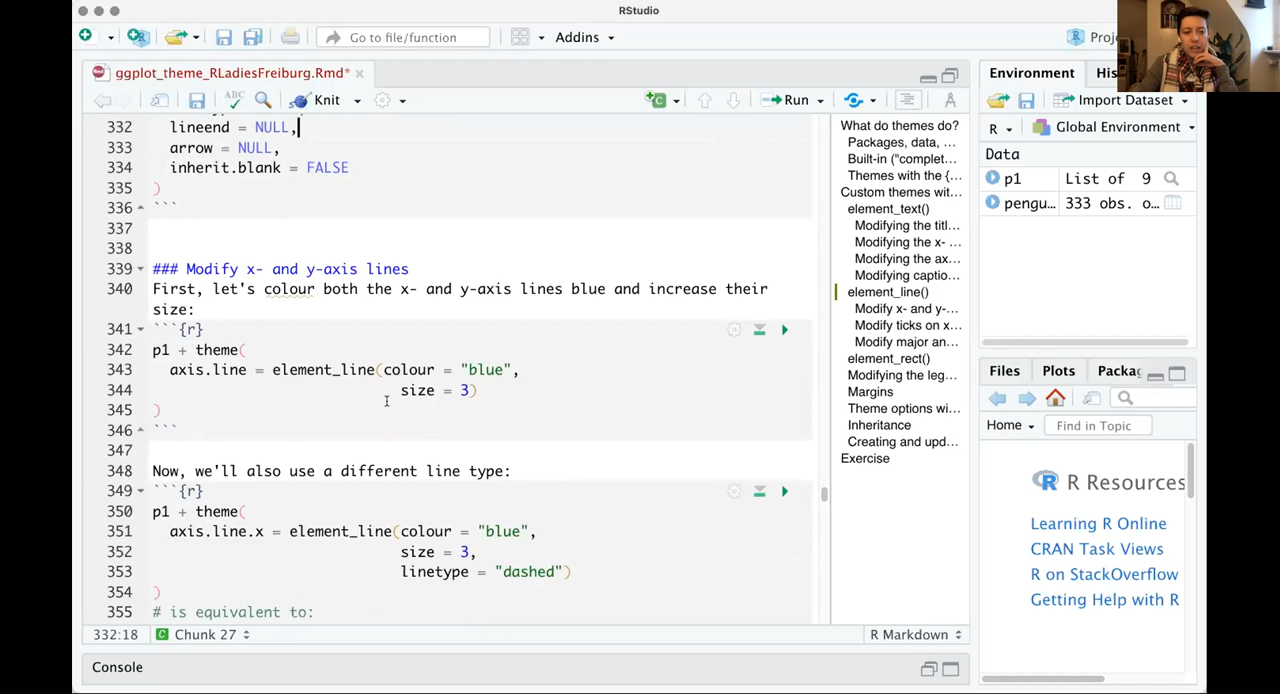 RStudio
Go to file/function
Addins
Proje
ggplot_theme_RLadiesFreiburg.Rmd*
Environment
His
ABC
Knit
Run
Import Dataset
R
Global Environment
332 lineend = NULL,
333 arrow = NULL,
334 inherit.blank = FALSE
335 )
336 ```
337
338
339 ### Modify x- and y-axis lines
340 First, let's colour both the x- and y-axis lines blue and increase their
size:
341 ```{r}
342 p1 + theme(
343 axis.line = element_line(colour = "blue",
344 size = 3)
345 )
346 ```
347
348 Now, we'll also use a different line type:
349 ```{r}
350 p1 + theme(
351 axis.line.x = element_line(colour = "blue",
352 size = 3,
353 linetype = "dashed")
354 )
355 # is equivalent to:
332:18 Chunk 27
R Markdown
Console
What do themes do?
Packages, data, ...
Built-in ("complet...
Themes with the {...
Custom themes wit...
element_text()
Modifying the titl...
Modifying the x- ...
Modifying the ax...
Modifying captio...
element_line()
Modify x- and y-...
Modify ticks on x...
Modify major an...
element_rect()
Modifying the leg...
Margins
Theme options wi...
Inheritance
Creating and upd...
Exercise
Data
p1 List of 9
pengu... 333 obs. o...
Files
Plots
Packag
Home
Find in Topic
R Resources
Learning R Online
CRAN Task Views
R on StackOverflow
Getting Help with R